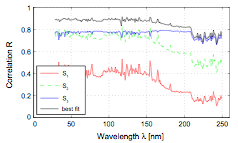 Correlation R
1
0.8
0.6
0.4
0.2
0
S₁
S₂
S₃
best fit
0 50 100 150 200 250
Wavelength λ [nm]